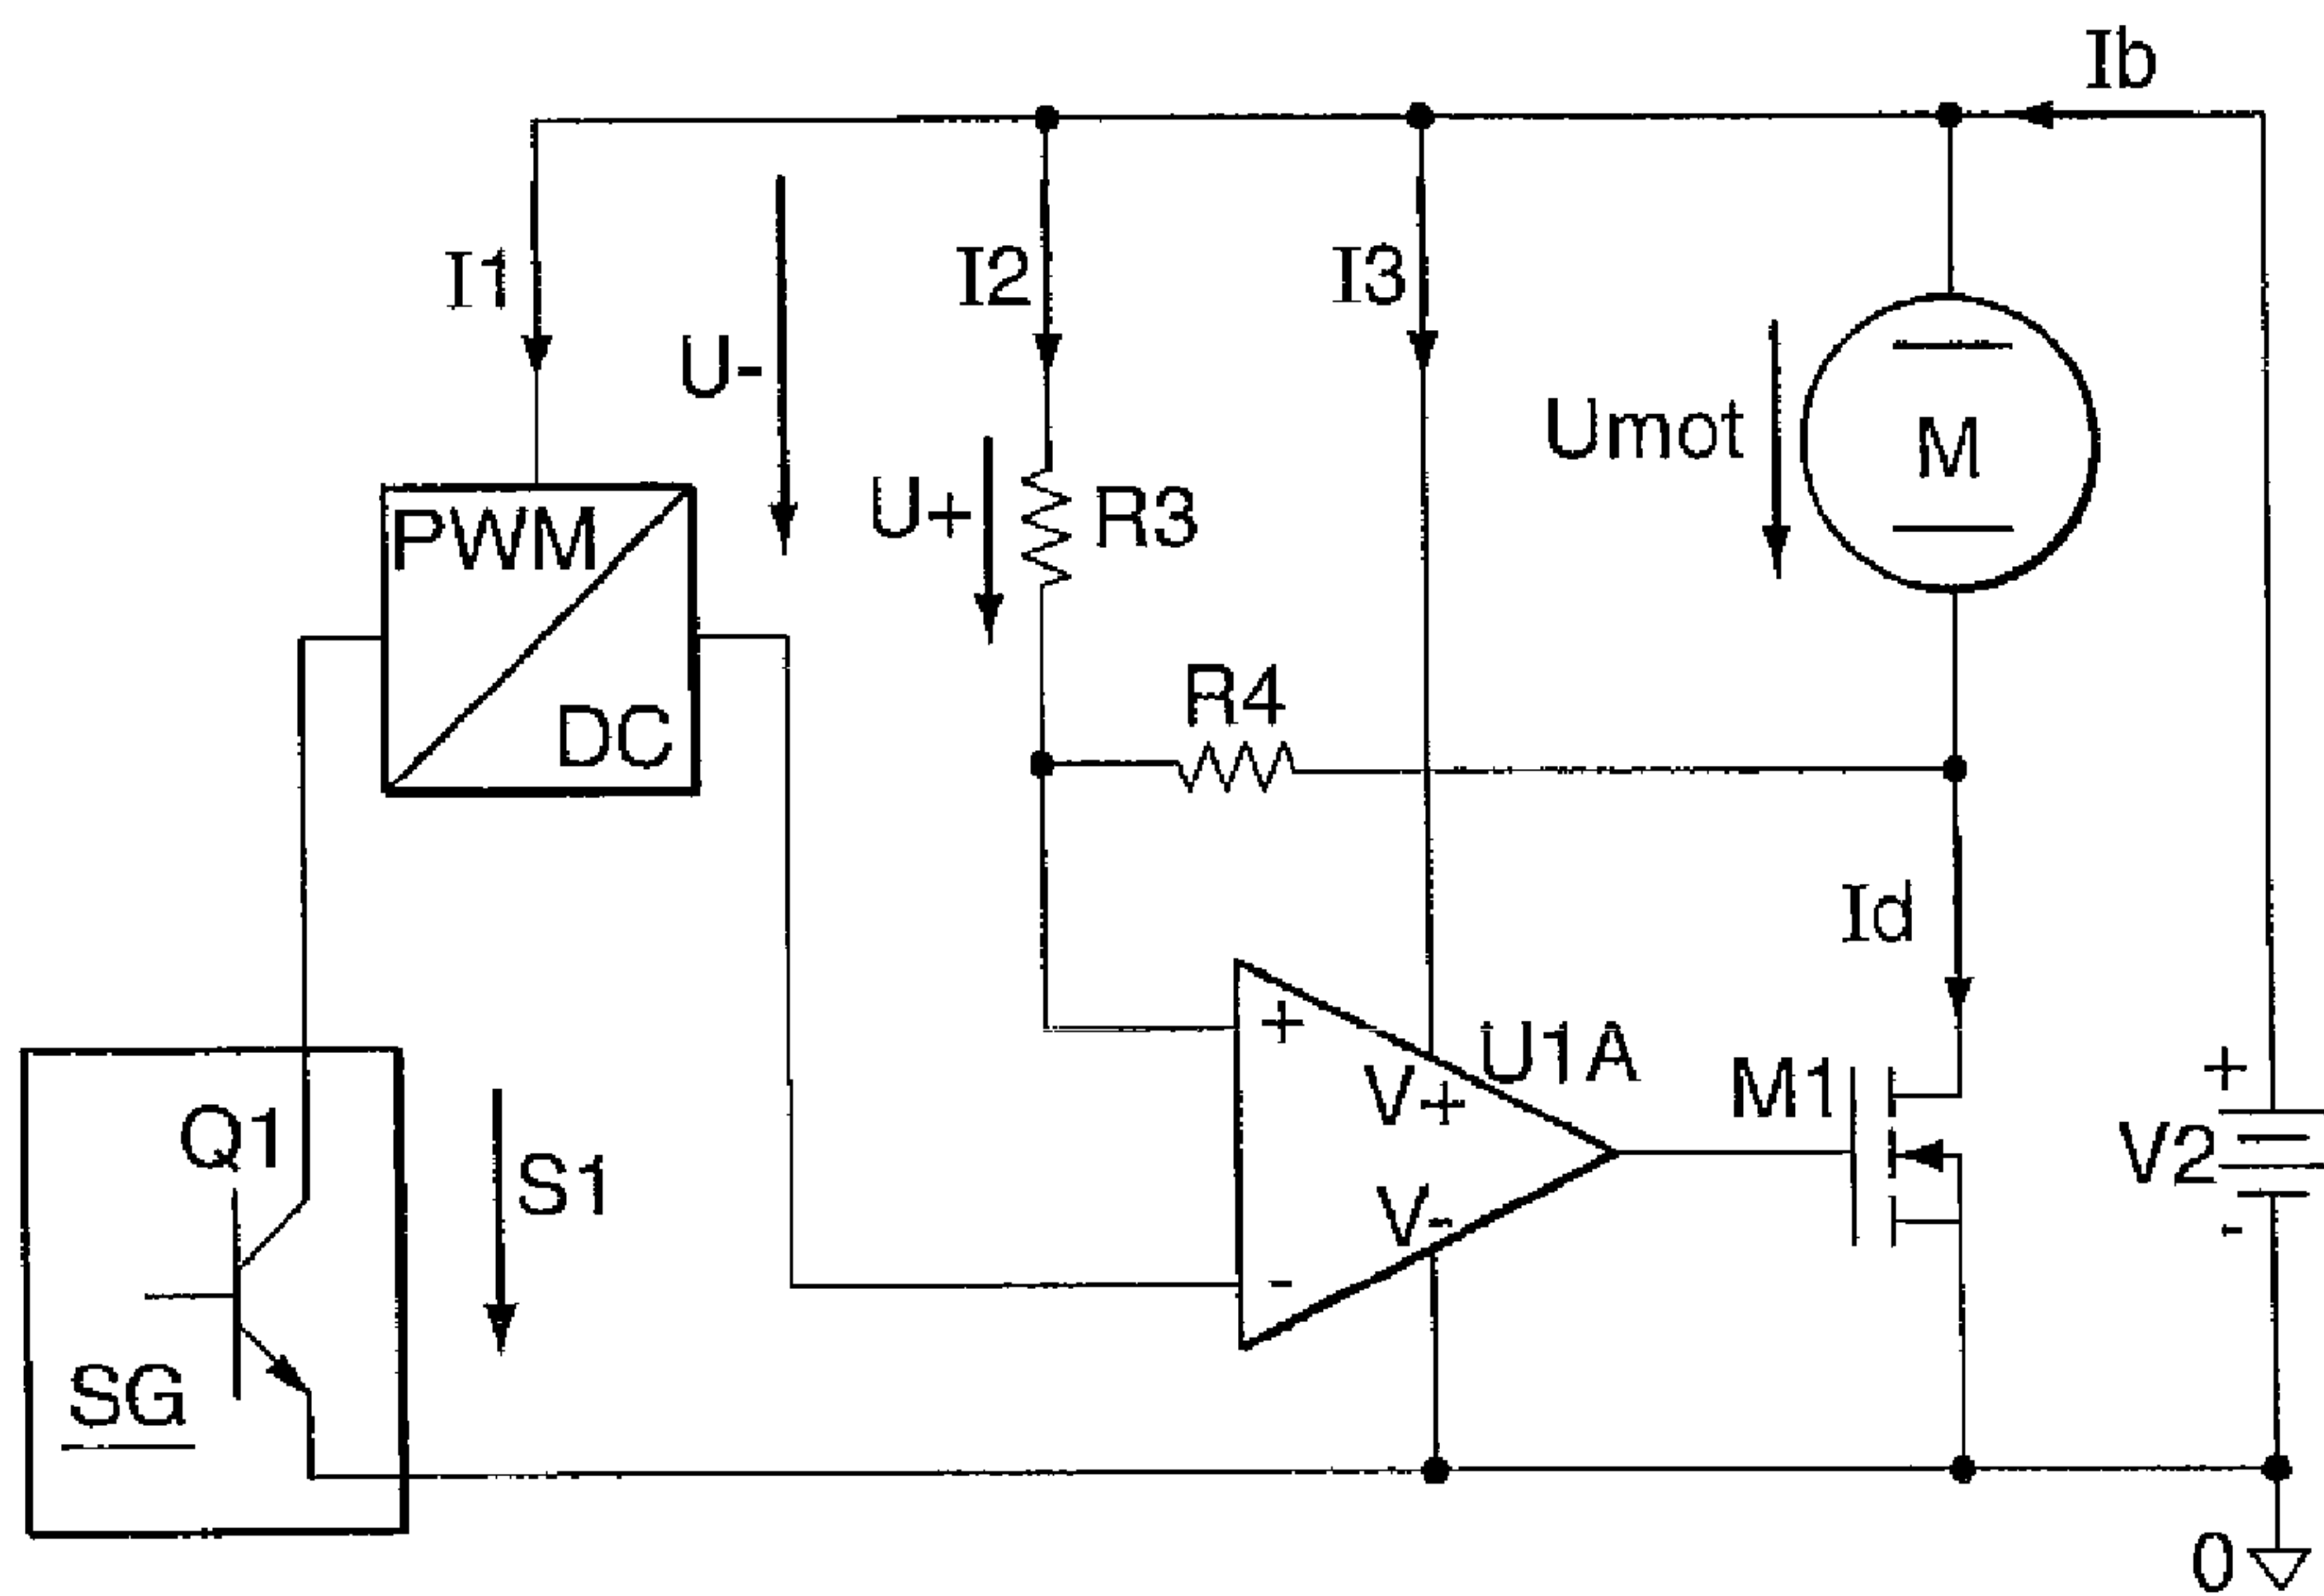 Ib
I1
U-
I2
I3
U+
R3
Umot
M
PWM
DC
R4
Id
Q1
S1
SG
+
-
V+
V-
U1A
M1
V2
+
-
0